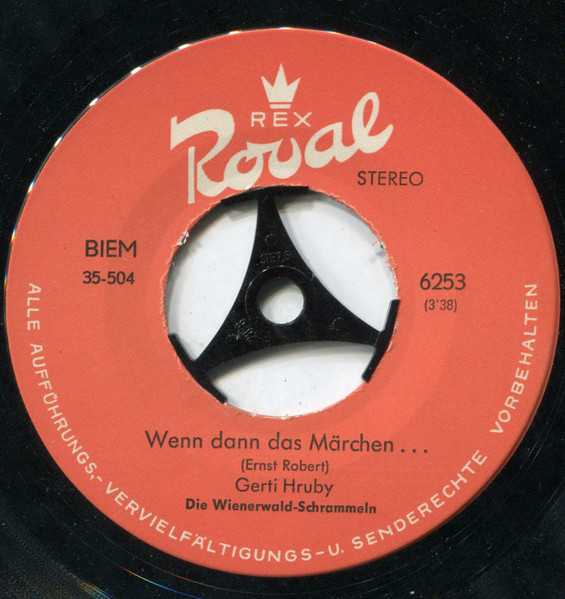 REX
Royal
STEREO
BIEM
35-504
6253
(3'38)
Wenn dann das Märchen...
(Ernst Robert)
Gerti Hruby
Die Wienerwald-Schrammeln
ALLE AUFFÜHRUNGS,- VERVIELFÄLTIGUNGS-U. SENDERECHTE VORBEHALTEN